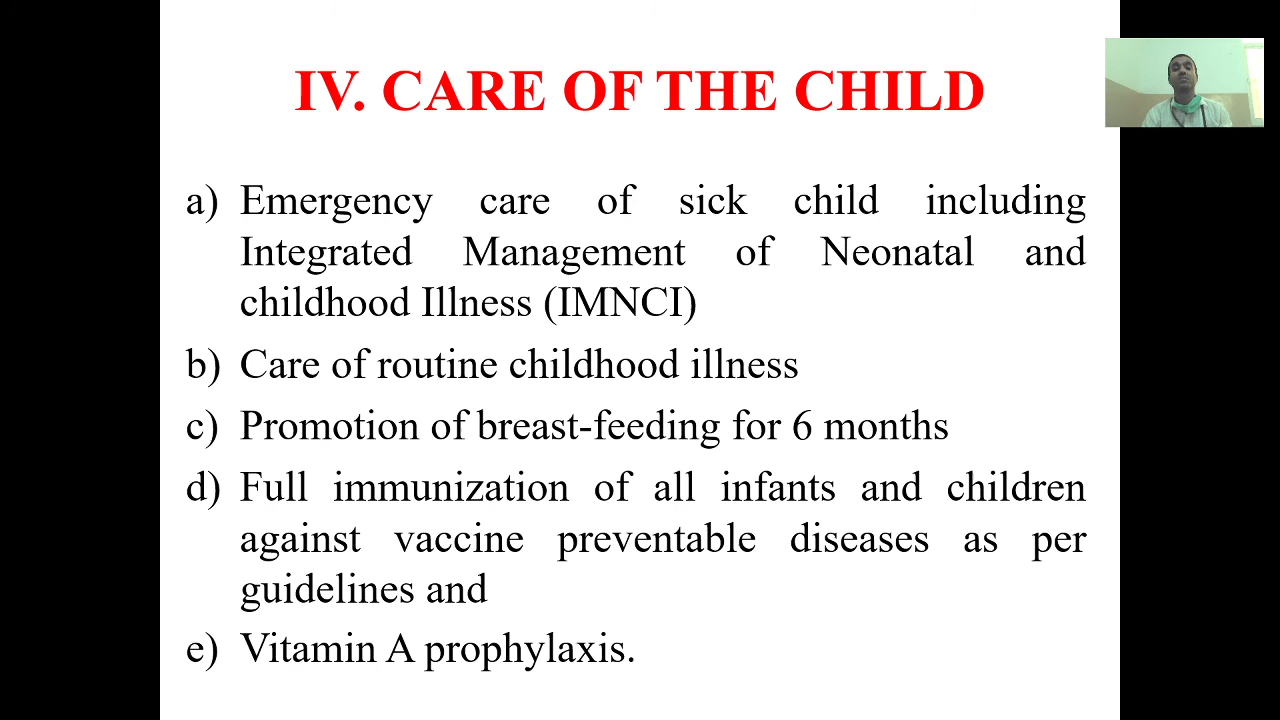 IV. CARE OF THE CHILD
a) Emergency care of sick child including
Integrated Management of Neonatal and
childhood Illness (IMNCI)
b) Care of routine childhood illness
c) Promotion of breast-feeding for 6 months
d) Full immunization of all infants and children
against vaccine preventable diseases as per
guidelines and
e) Vitamin A prophylaxis.